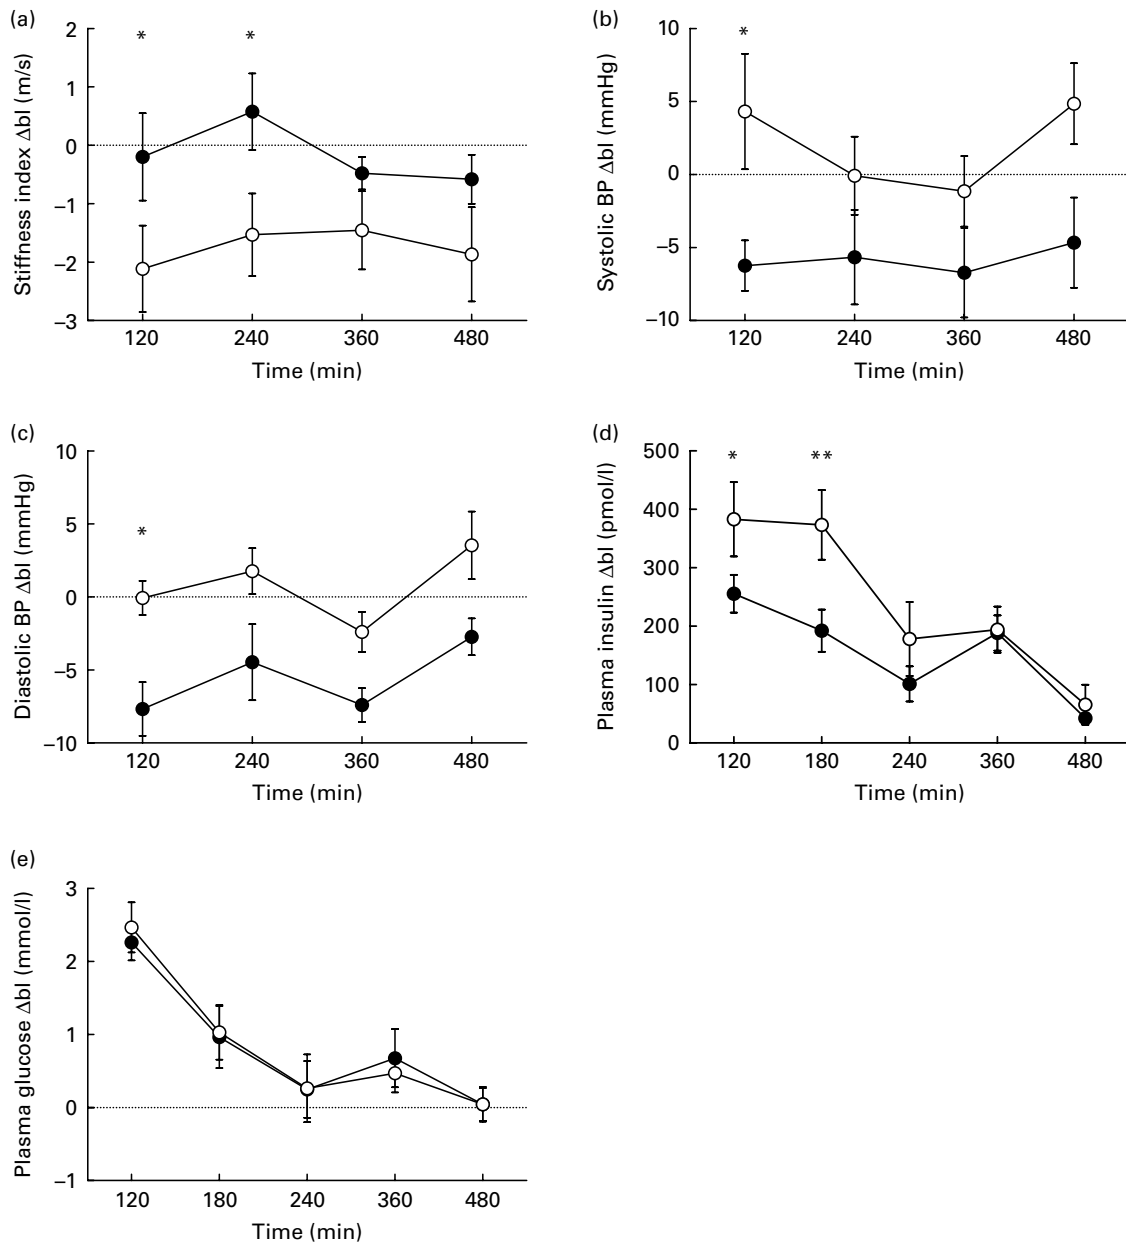 (a)
Stiffness index Δbl (m/s)
2
1
0
–1
–2
–3
* *
120 240 360 480
Time (min)
(b)
Systolic BP Δbl (mmHg)
10
5
0
–5
–10
*
120 240 360 480
Time (min)
(c)
Diastolic BP Δbl (mmHg)
10
5
0
–5
–10
*
120 240 360 480
Time (min)
(d)
Plasma insulin Δbl (pmol/l)
500
400
300
200
100
0
* **
120 180 240 360 480
Time (min)
(e)
Plasma glucose Δbl (mmol/l)
3
2
1
0
–1
120 180 240 360 480
Time (min)